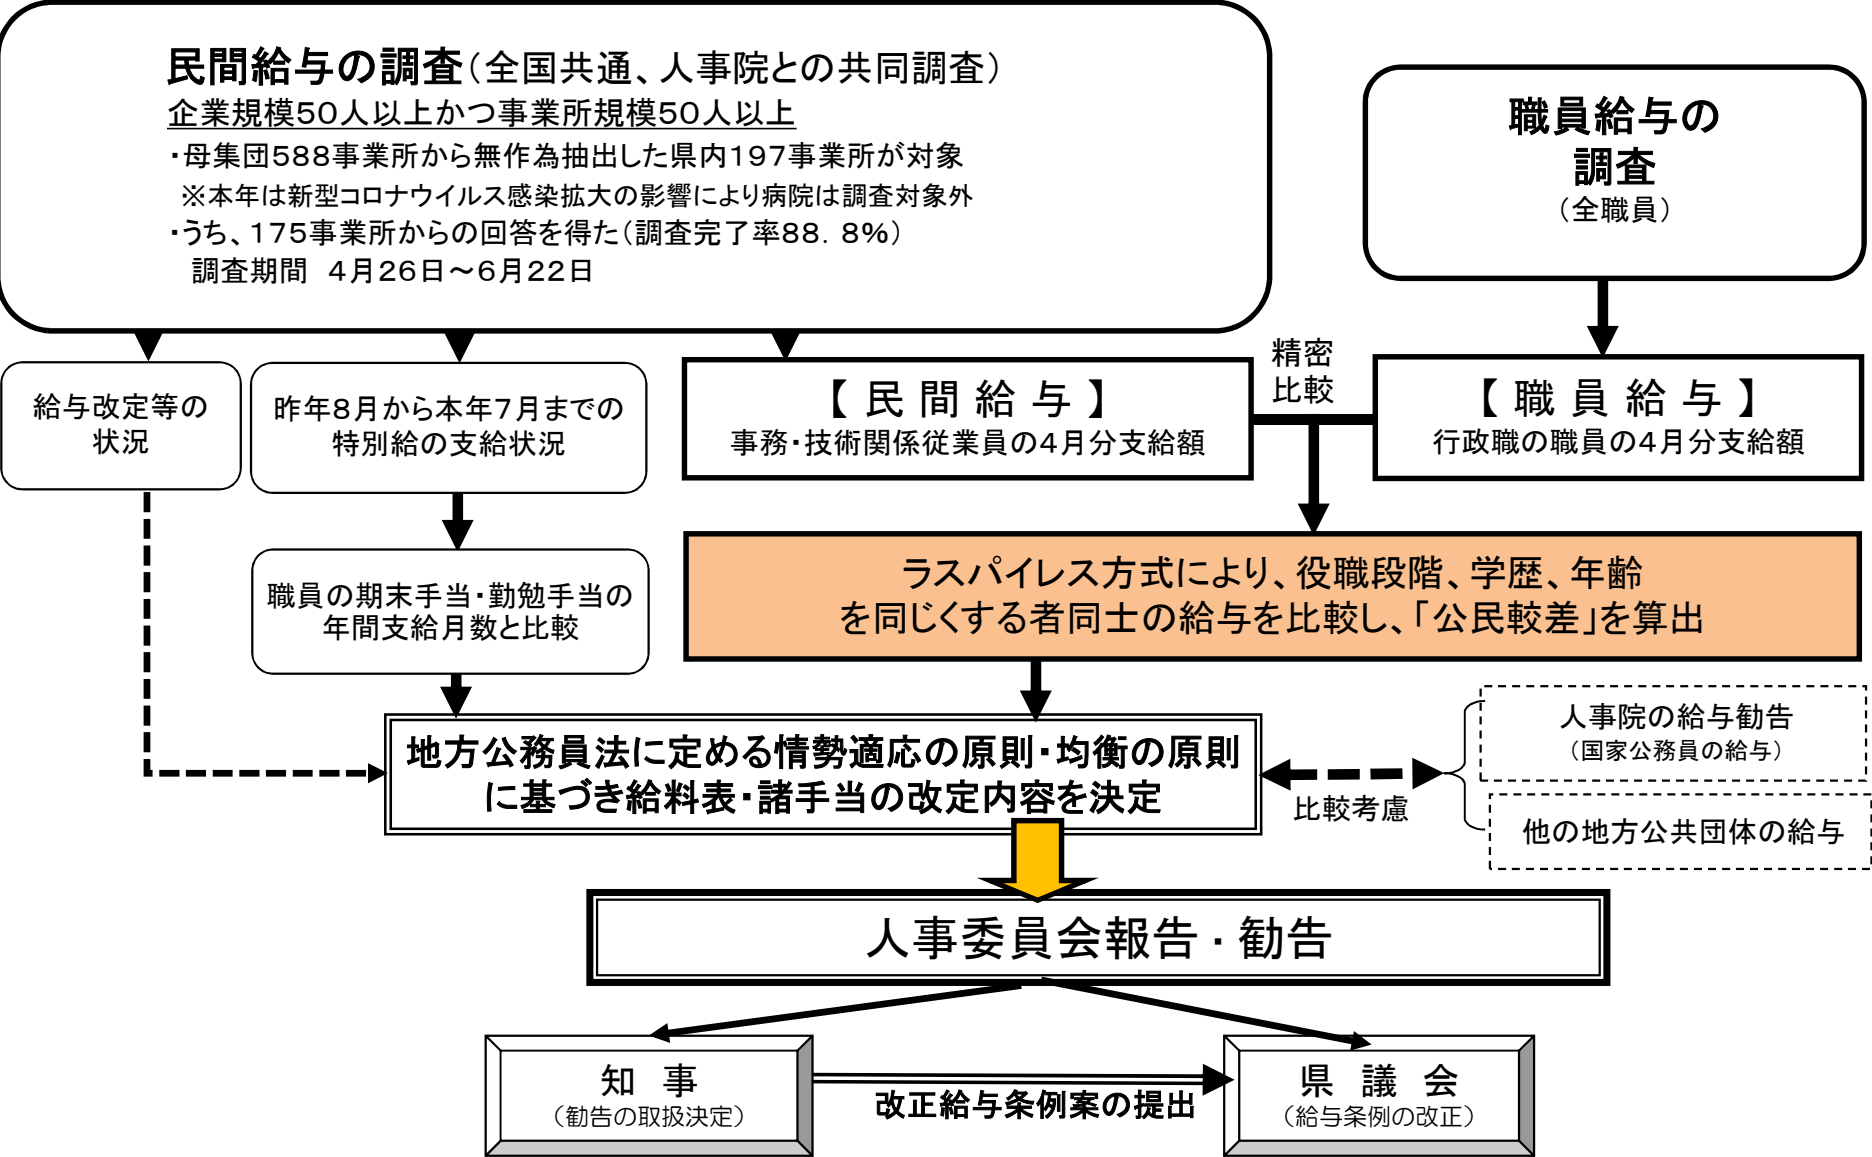 民間給与の調査（全国共通、人事院との共同調査）
企業規模５０人以上かつ事業所規模５０人以上
・母集団５８８事業所から無作為抽出した県内１９７事業所が対象
※本年は新型コロナウイルス感染拡大の影響により病院は調査対象外
・うち、１７５事業所からの回答を得た（調査完了率８８．８％）
調査期間　４月２６日～６月２２日
職員給与の
調査
（全職員）
給与改定等の
状況
昨年８月から本年７月までの
特別給の支給状況
【 民 間 給 与 】
事務・技術関係従業員の４月分支給額
精密
比較
【 職 員 給 与 】
行政職の職員の４月分支給額
職員の期末手当・勤勉手当の
年間支給月数と比較
ラスパイレス方式により、役職段階、学歴、年齢
を同じくする者同士の給与を比較し、「公民較差」を算出
地方公務員法に定める情勢適応の原則・均衡の原則
に基づき給料表・諸手当の改定内容を決定
比較考慮
人事院の給与勧告
（国家公務員の給与）
他の地方公共団体の給与
人事委員会報告・勧告
知　事
（勧告の取扱決定）
改正給与条例案の提出
県　議　会
（給与条例の改正）